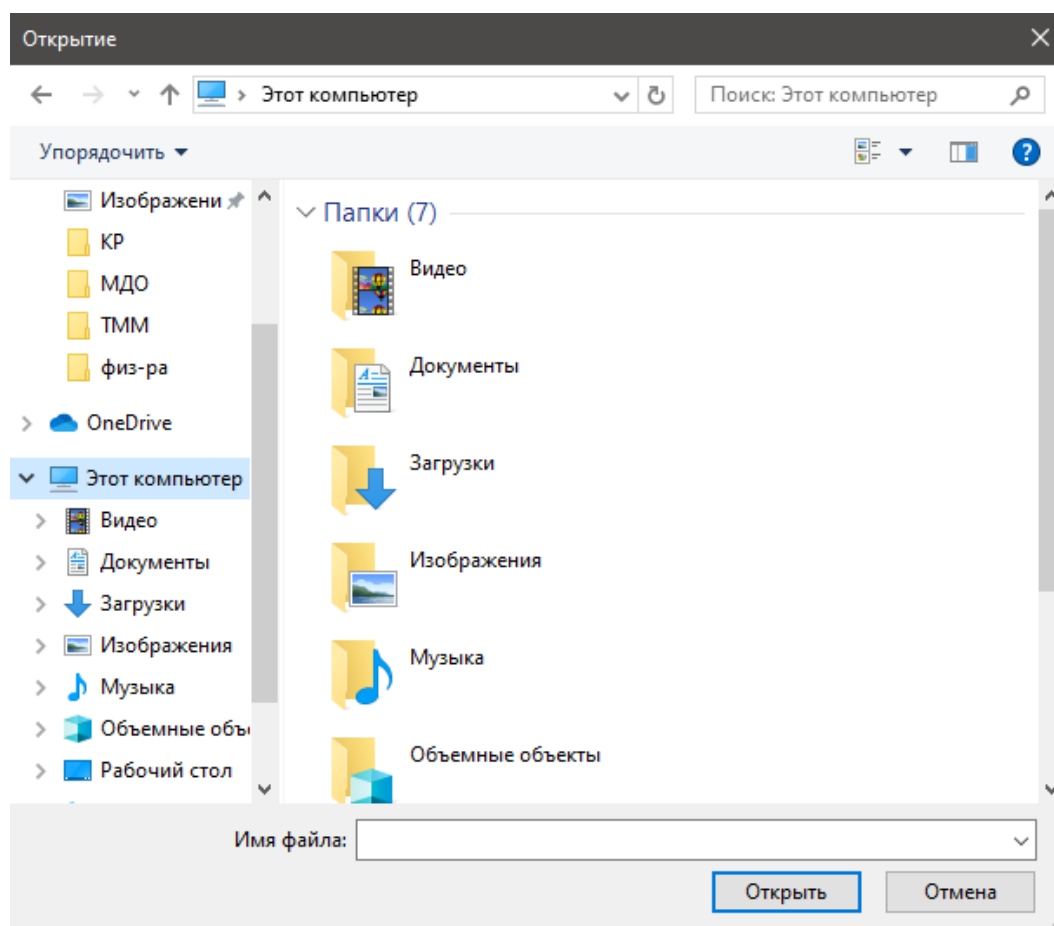 Открытие
Этот компьютер
Поиск: Этот компьютер
Упорядочить
?
Изображени
КР
МДО
ТММ
физ-ра
OneDrive
Этот компьютер
Видео
Документы
Загрузки
Изображения
Музыка
Объемные объ
Рабочий стол
Папки (7)
Видео
Документы
Загрузки
Изображения
Музыка
Объемные объекты
Имя файла:
Открыть
Отмена